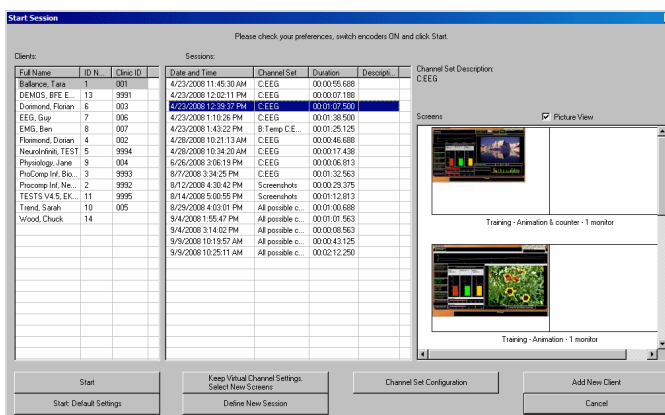 Start Session
Please check your preferences, switch encoders ON and click Start.
Clients:
Sessions:
Full Name ID N... Clinic ID
Ballance, Tara 1 001
DEMOS, BFE E... 13 9991
Dorimond, Florian 6 003
EEG, Guy 7 006
EMG, Ben 8 007
Florimond, Dorian 4 002
NeuroInfiniti, TEST 5 9994
Physiology, Jane 9 004
ProComp Inf, Bio... 3 9993
Procomp Inf, Ne... 2 9992
TESTS V4.5, EK... 11 9995
Trend, Sarah 10 005
Wood, Chuck 14
Date and Time Channel Set Duration Descripti...
4/23/2008 11:45:30 AM C:EEG 00:00:55.688
4/23/2008 12:02:11 PM C:EEG 00:00:07.188
4/23/2008 12:39:37 PM C:EEG 00:01:07.500
4/23/2008 1:10:26 PM C:EEG 00:01:38.500
4/23/2008 1:43:22 PM B:Temp C:E... 00:01:25.125
4/28/2008 10:21:13 AM C:EEG 00:00:46.688
4/28/2008 10:34:20 AM C:EEG 00:00:17.438
6/26/2008 3:06:19 PM C:EEG 00:00:06.813
8/7/2008 3:34:25 PM C:EEG 00:01:32.563
8/12/2008 4:30:42 PM Screenshots 00:00:29.375
8/14/2008 5:00:55 PM Screenshots 00:01:12.813
8/29/2008 4:03:01 PM All possible c... 00:01:00.688
9/4/2008 1:55:47 PM All possible c... 00:01:01.563
9/4/2008 3:14:02 PM All possible c... 00:00:08.563
9/9/2008 10:19:57 AM All possible c... 00:00:43.125
9/9/2008 10:25:11 AM All possible c... 00:02:12.250
Channel Set Description:
C:EEG
Screens
Picture View
Training - Animation & counter - 1 monitor
Training - Animation - 1 monitor
Start
Keep Virtual Channel Settings.
Select New Screens
Channel Set Configuration
Add New Client
Start: Default Settings
Define New Session
Cancel